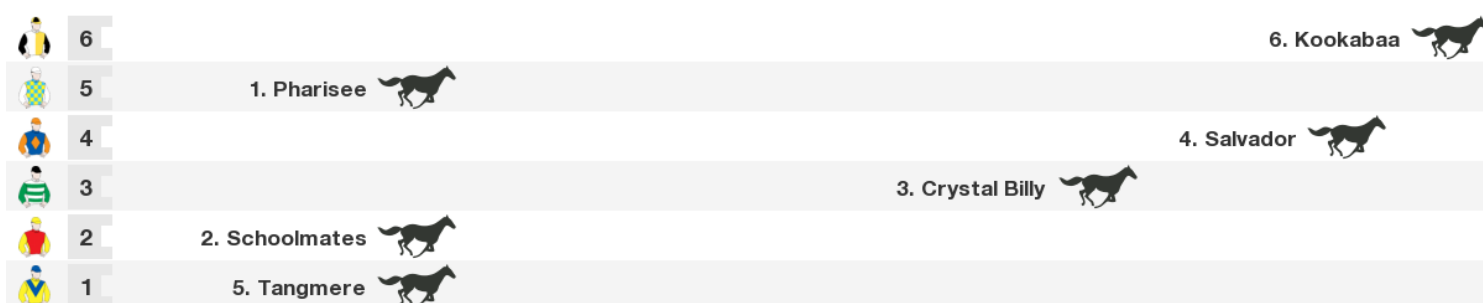 6 6. Kookabaa
5 1. Pharisee
4 4. Salvador
3 3. Crystal Billy
2 2. Schoolmates
1 5. Tangmere